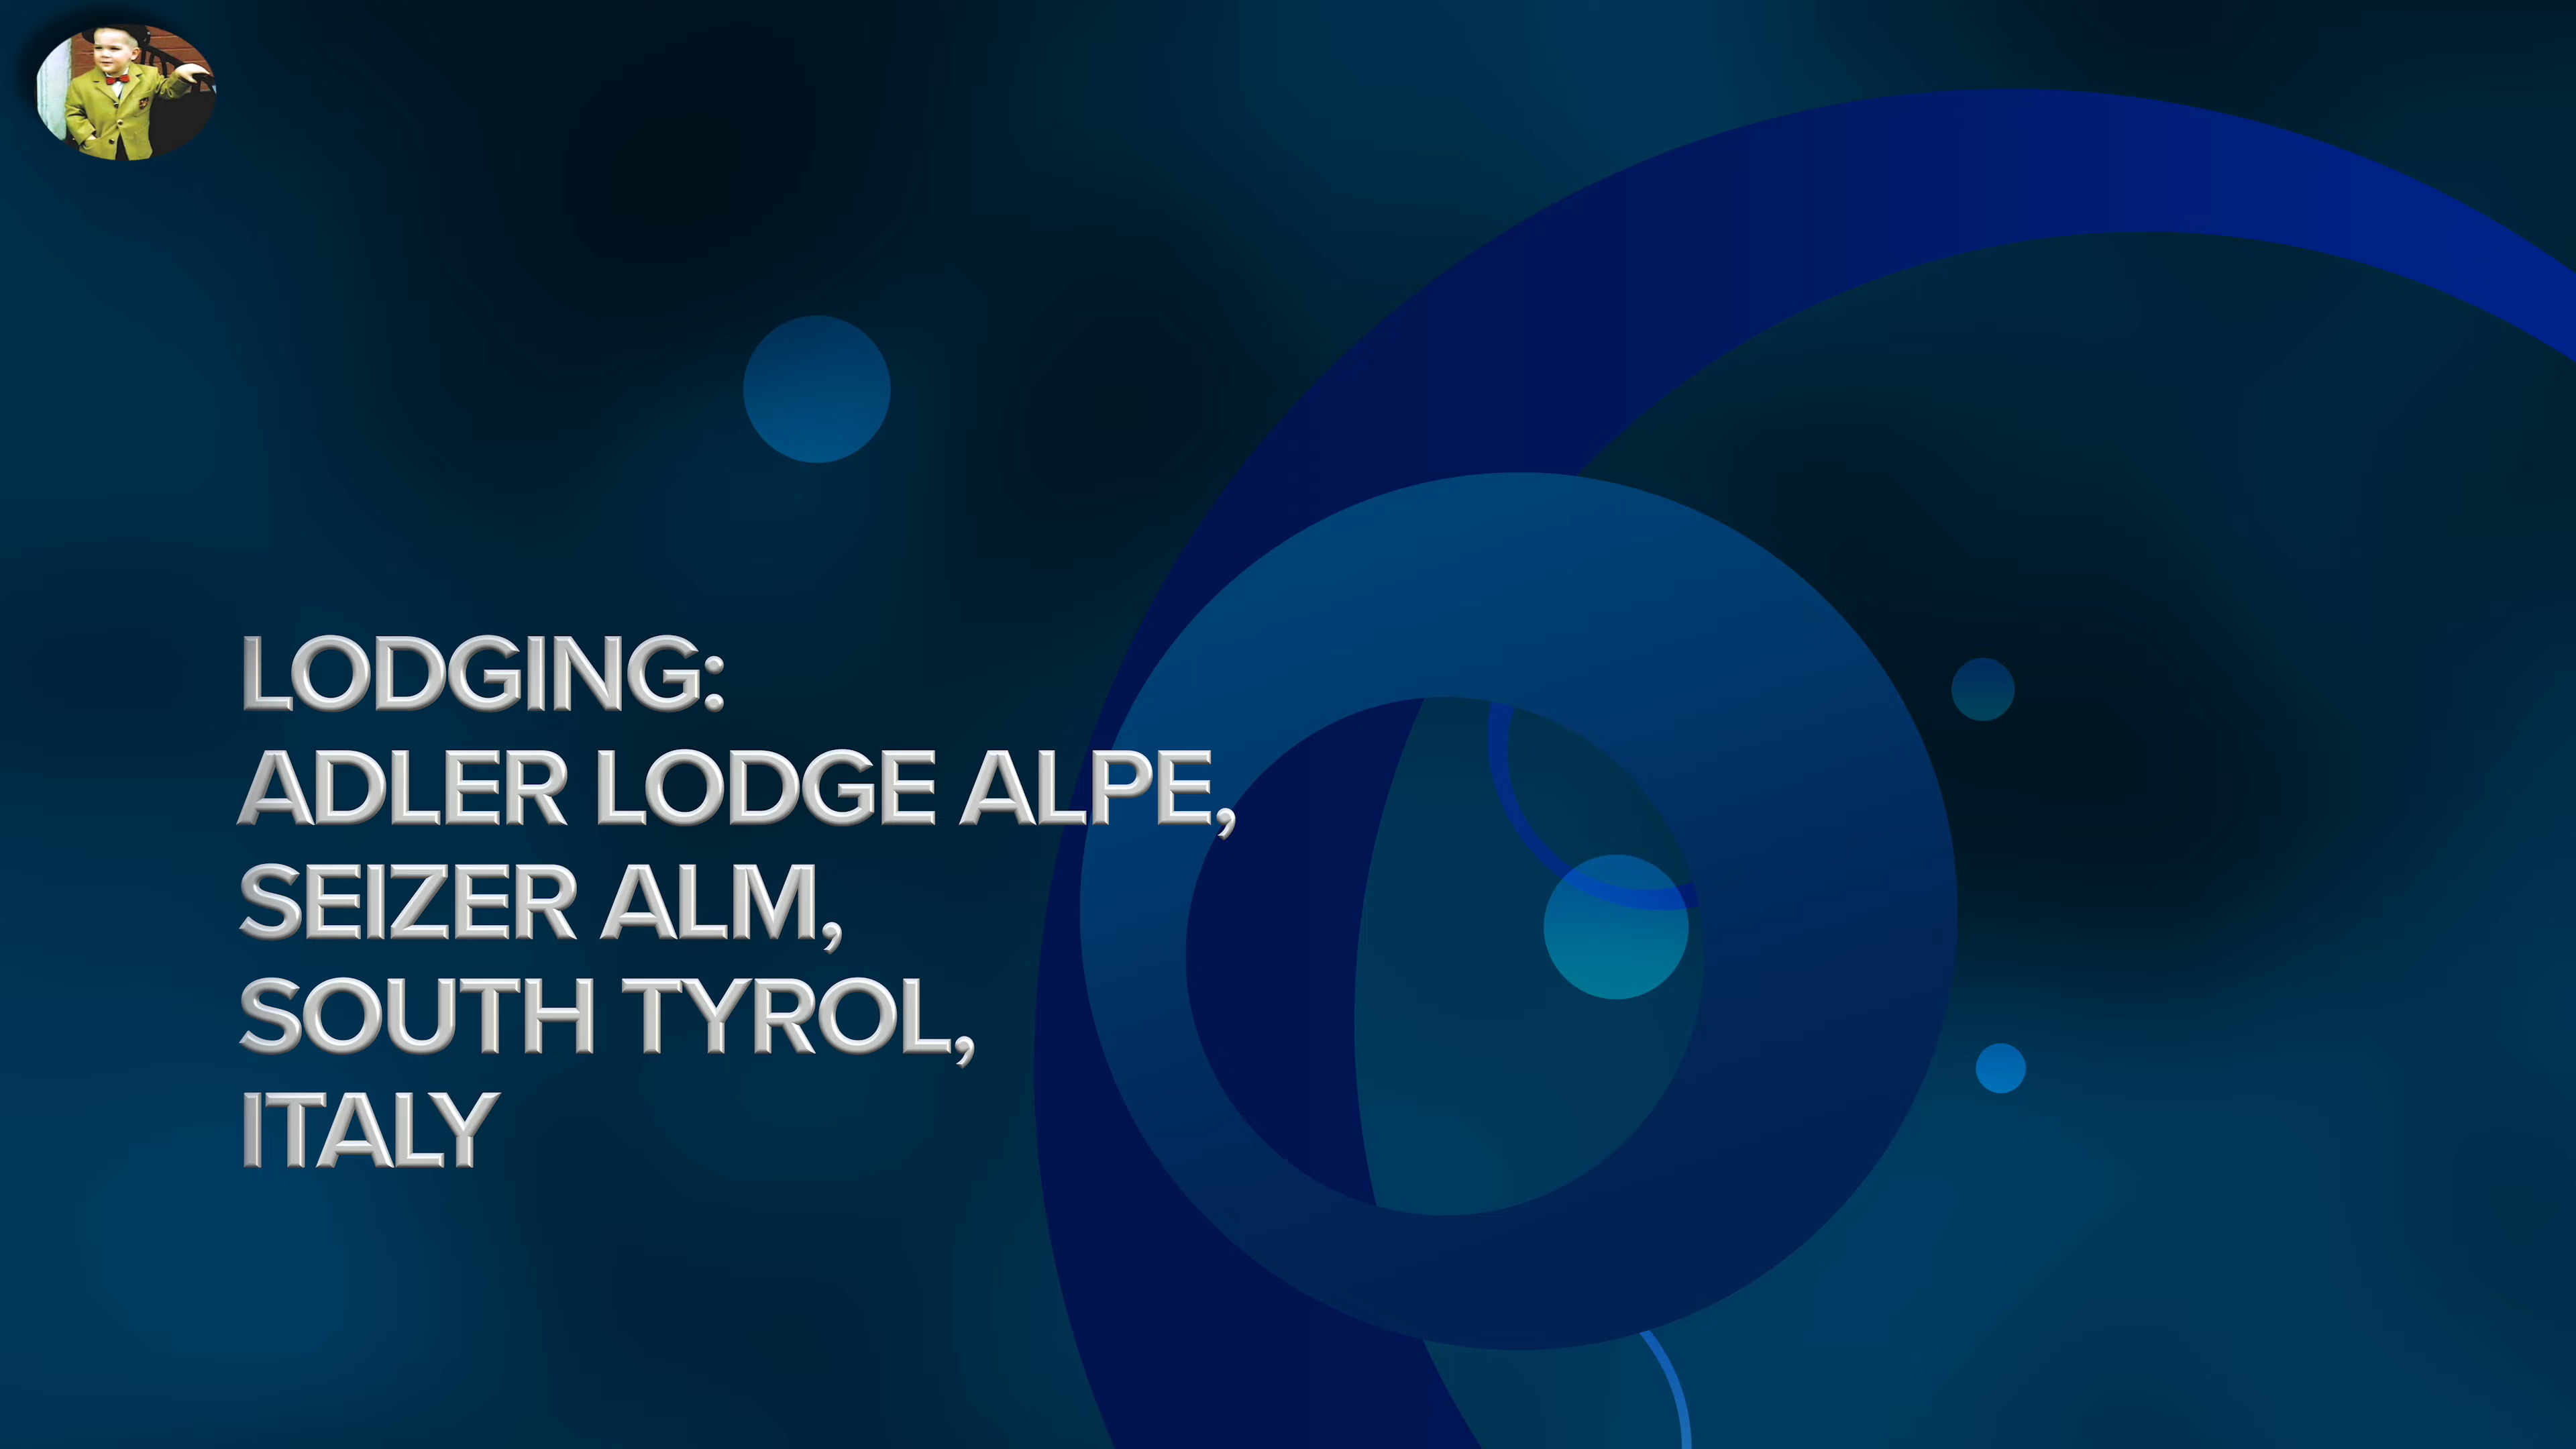 LODGING:
ADLER LODGE ALPE,
SEIZER ALM,
SOUTH TYROL,
ITALY